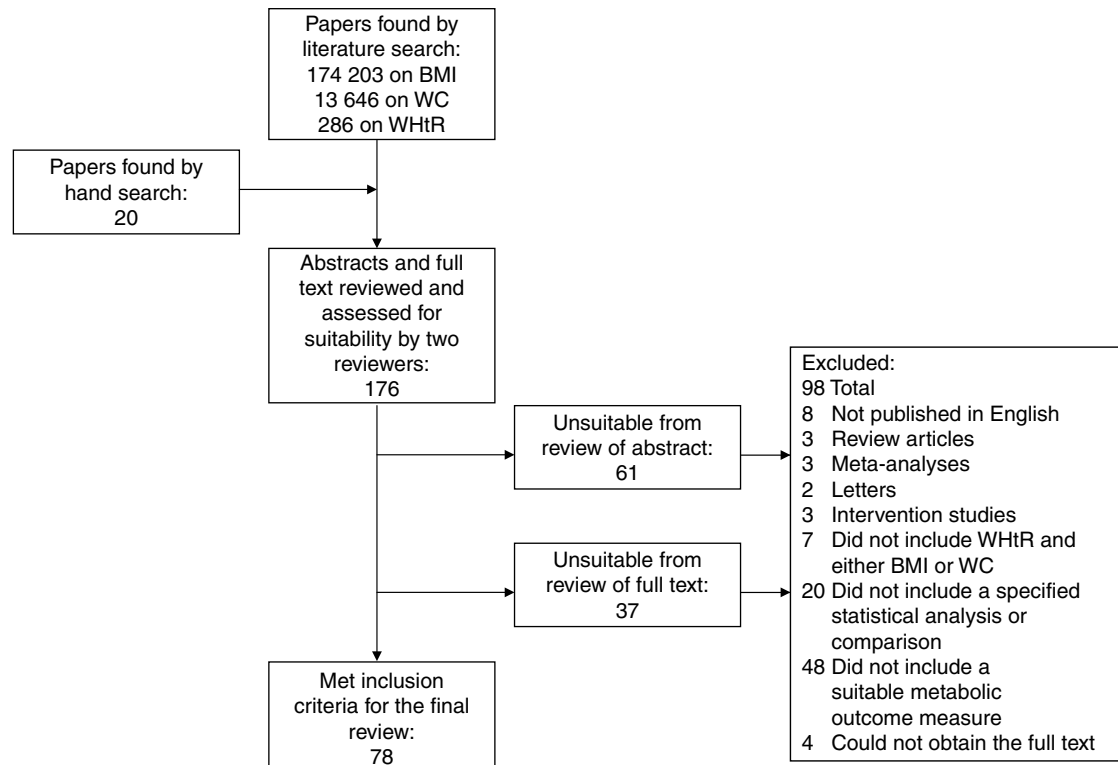 Papers found by
literature search:
174 203 on BMI
13 646 on WC
286 on WHtR
Papers found by
hand search:
20
Abstracts and full
text reviewed and
assessed for
suitability by two
reviewers:
176
Unsuitable from
review of abstract:
61
Unsuitable from
review of full text:
37
Excluded:
98 Total
8 Not published in English
3 Review articles
3 Meta-analyses
2 Letters
3 Intervention studies
7 Did not include WHtR and
either BMI or WC
20 Did not include a specified
statistical analysis or
comparison
48 Did not include a
suitable metabolic
outcome measure
4 Could not obtain the full text
Met inclusion
criteria for the final
review:
78